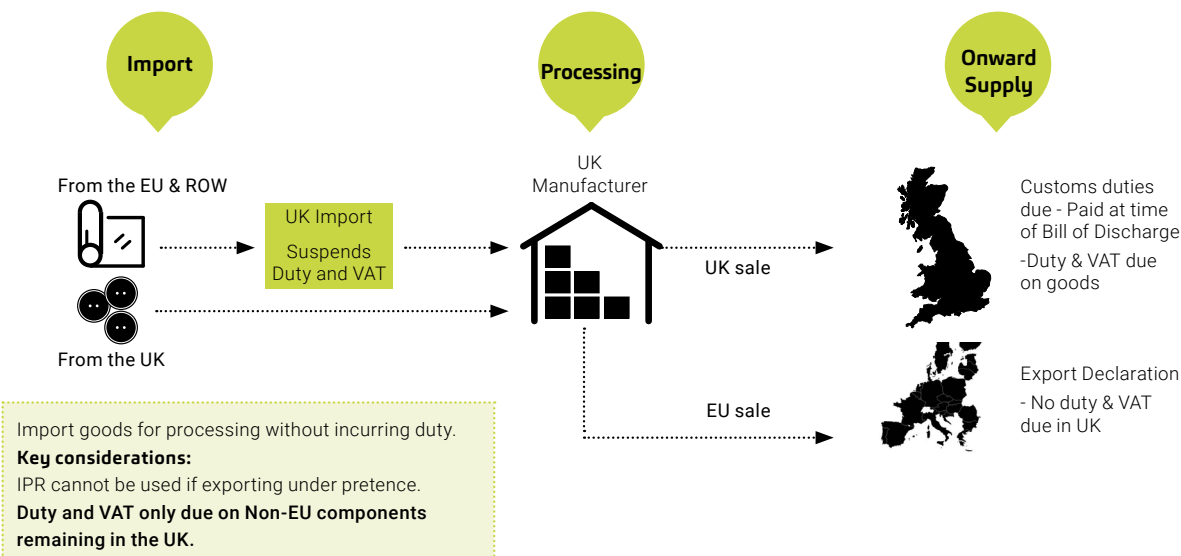 Import
Processing
Onward
Supply
From the EU & ROW
UK Import
Suspends
Duty and VAT
From the UK
UK
Manufacturer
UK sale
EU sale
Customs duties
due - Paid at time
of Bill of Discharge
-Duty & VAT due
on goods
Export Declaration
- No duty & VAT
due in UK
Import goods for processing without incurring duty.
Key considerations:
IPR cannot be used if exporting under pretence.
Duty and VAT only due on Non-EU components
remaining in the UK.